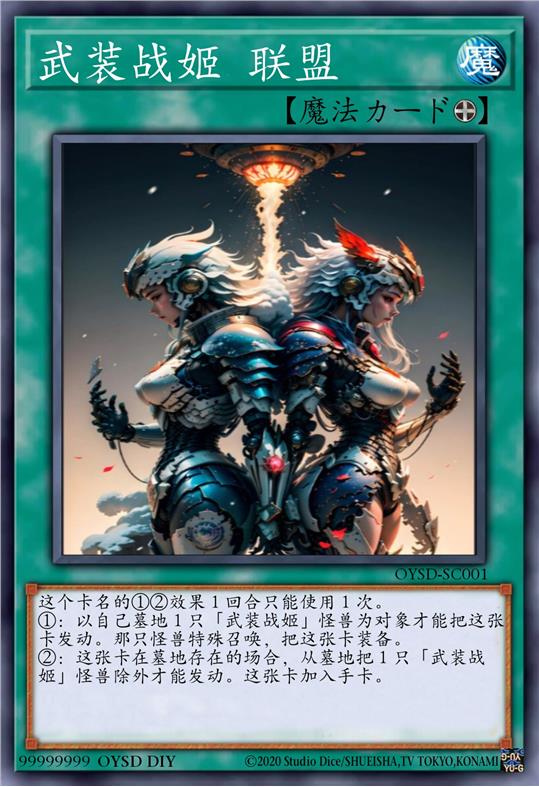 武装战姬 联盟
魔
【魔法カード】
OYSD-SC001
这个卡名的①②效果1回合只能使用1次。
①：以自己墓地1只「武装战姬」怪兽为对象才能把这张
卡发动。那只怪兽特殊召唤，把这张卡装备。
②：这张卡在墓地存在的场合，从墓地把1只「武装战
姬」怪兽除外才能发动。这张卡加入手卡。
99999999 OYSD DIY ©2020 Studio Dice/SHUEISHA,TV TOKYO,KONAMI